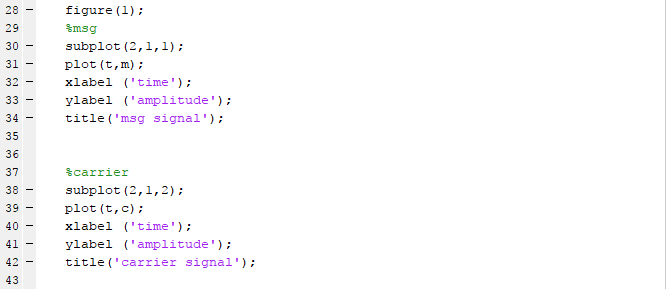 28 – figure(1);
29 %msg
30 – subplot(2,1,1);
31 – plot(t,m);
32 – xlabel ('time');
33 – ylabel ('amplitude');
34 – title('msg signal');
35
36
37 %carrier
38 – subplot(2,1,2);
39 – plot(t,c);
40 – xlabel ('time');
41 – ylabel ('amplitude');
42 – title('carrier signal');
43